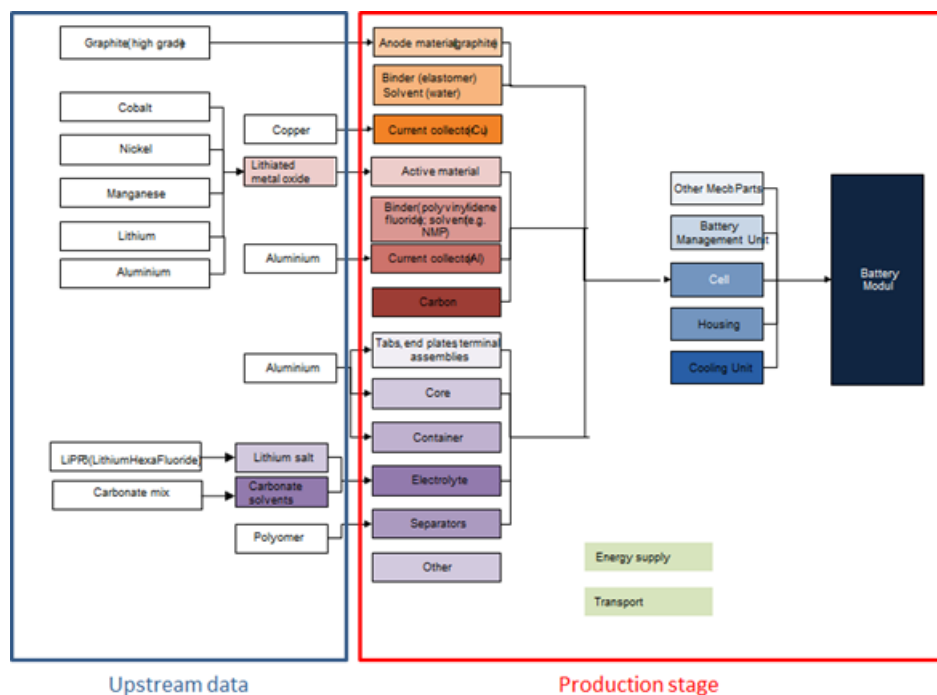 Graphite(high grade)
Anode material(graphite)
Binder (elastomer)
Solvent (water)
Cobalt
Copper
Current collector(Cu)
Nickel
Lithiated
metal oxide
Active material
Manganese
Binder(polyvinylidene
fluoride; solvent(e.g.
NMP)
Lithium
Aluminium
Aluminium
Current collector(Al)
Carbon
Tabs, end plates, terminal
assemblies
Aluminium
Core
Container
LiPF6(LithiumHexaFluoride)
Lithium salt
Carbonate mix
Carbonate
solvents
Electrolyte
Polyomer
Separators
Other
Other Mech Parts
Battery
Management Unit
Cell
Housing
Cooling Unit
Battery
Modul
Energy supply
Transport
Upstream data
Production stage